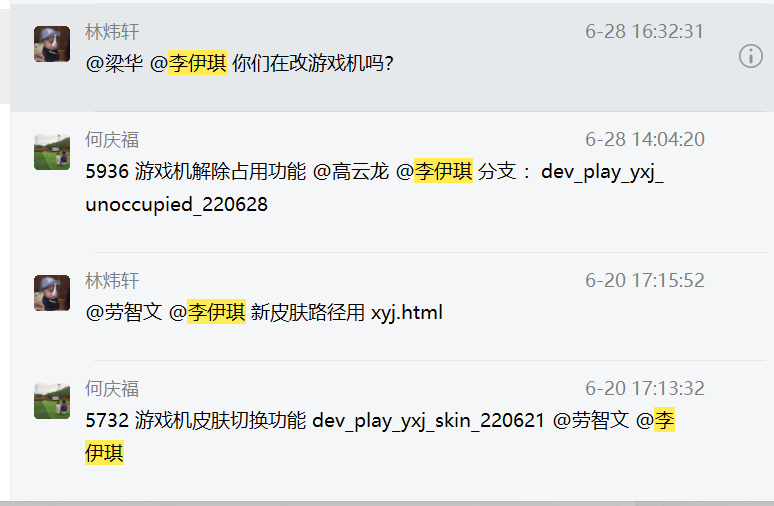 林炜轩 6-28 16:32:31
@梁华 @李伊琪 你们在改游戏机吗?
何庆福 6-28 14:04:20
5936 游戏机解除占用功能 @高云龙 @李伊琪 分支： dev_play_yxj_
unoccupied_220628
林炜轩 6-20 17:15:52
@劳智文 @李伊琪 新皮肤路径用 xyj.html
何庆福 6-20 17:13:32
5732 游戏机皮肤切换功能 dev_play_yxj_skin_220621 @劳智文 @李
伊琪